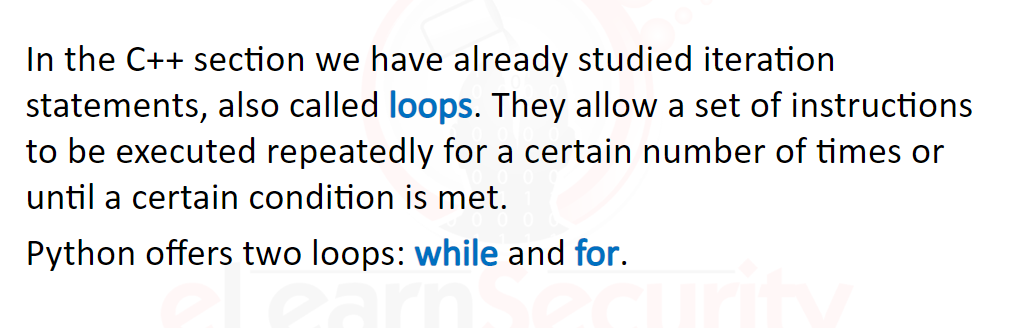 In the C++ section we have already studied iteration
statements, also called loops. They allow a set of instructions
to be executed repeatedly for a certain number of times or
until a certain condition is met.
Python offers two loops: while and for.
eLearnSecurity